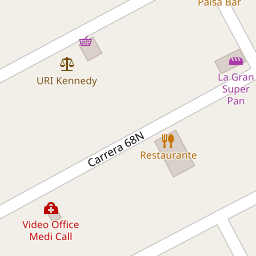 Paisa Bar
URI Kennedy
La Gran
Super
Pan
Carrera 68N
Restaurante
Video Office
Medi Call